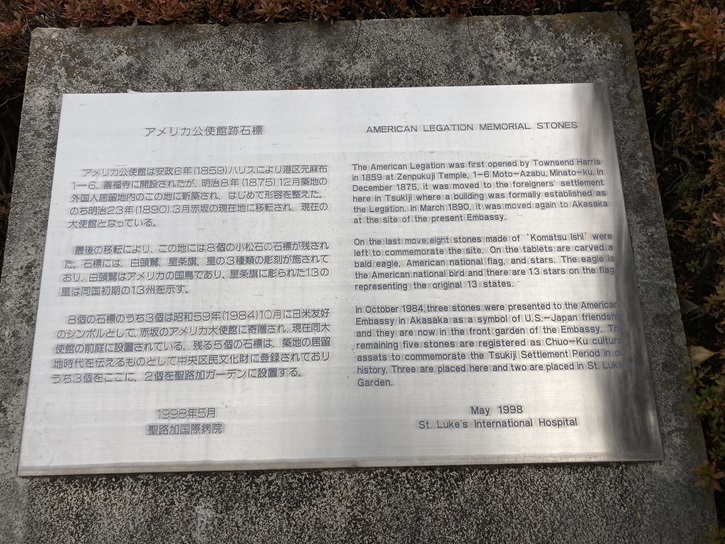 アメリカ公使館跡石標
アメリカ公使館は安政6年(1859)ハリスにより港区元麻布
1ー6、善福寺に開設されたが、明治8年(1875)12月築地の
外国人居留地内のこの地に新築され、はじめて形容を整えた。
のち明治23年(1890)3月赤坂の現在地に移転され、現在の
大使館となっている。
最後の移転により、この地には8個の小松石の石標が残され
た。石標には、白頭鷲、星条旗、星の3種類の彫刻が施されて
おり、白頭鷲はアメリカの国鳥であり、星条旗に彫られた13の
星は同国初期の13州を示す。
8個の石標のうち3個は昭和59年(1984)10月に日米友好
のシンボルとして、赤坂のアメリカ大使館に寄贈され、現在同大
使館の前庭に設置されている。残る5個の石標は、築地の居留
地時代を伝えるものとして中央区民文化財に登録されており
うち3個をここに、2個を聖路加ガーデンに設置する。
1998年5月
聖路加国際病院
AMERICAN LEGATION MEMORIAL STONES
The American Legation was first opened by Townsend Harris
in 1859 at Zenpukuji Temple, 1-6 Moto-Azabu, Minato-ku. In
December 1875, it was moved to the foreigners' settlement
here in Tsukiji where a building was formally established as
the Legation. In March 1890, it was moved again to Akasaka
at the site of the present Embassy.
On the last move,eight stones made of 'Komatsu Ishi' were
left to commemorate the site. On the tablets are carved a
bald eagle, American national flag, and stars. The eagle is
the American national bird and there are 13 stars on the flag
representing the original 13 states.
In October 1984,three stones were presented to the American
Embassy in Akasaka as a symbol of U.S.-Japan friendship
and they are now in the front garden of the Embassy. The
remaining five stones are registered as Chuo-Ku cultural
assets to commemorate the Tsukiji Settlement Period in
history. Three are placed here and two are placed in St. Luke's
Garden.
May 1998
St. Luke's International Hospital